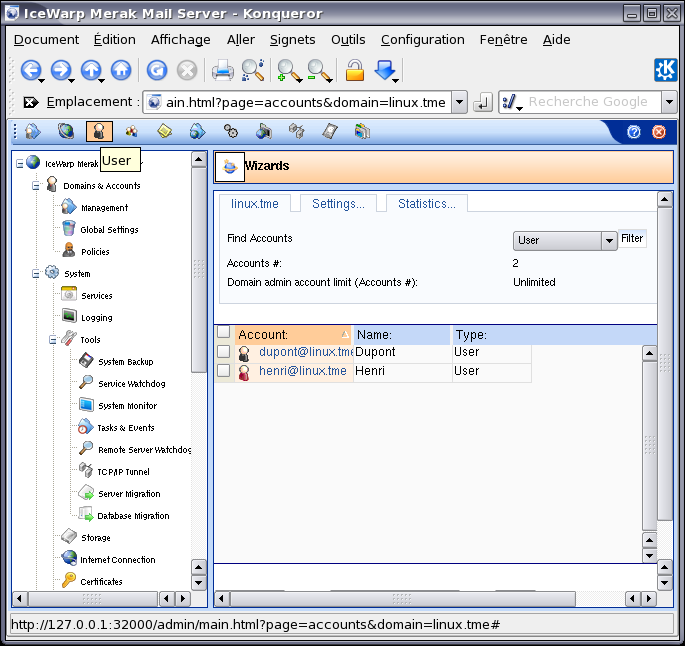 IceWarp Merak Mail Server - Konqueror
Document Édition Affichage Aller Signets Outils Configuration Fenêtre Aide
Emplacement : ain.html?page=accounts&domain=linux.tme Recherche Google
User
IceWarp Merak
Domains & Accounts
Management
Global Settings
Policies
System
Services
Logging
Tools
System Backup
Service Watchdog
System Monitor
Tasks & Events
Remote Server Watchdog
TCP/IP Tunnel
Server Migration
Database Migration
Storage
Internet Connection
Certificates
Wizards
linux.tme Settings... Statistics...
Find Accounts User Filter
Accounts #: 2
Domain admin account limit (Accounts #): Unlimited
Account: Name: Type:
dupont@linux.tme Dupont User
henri@linux.tme Henri User
http://127.0.0.1:32000/admin/main.html?page=accounts&domain=linux.tme#